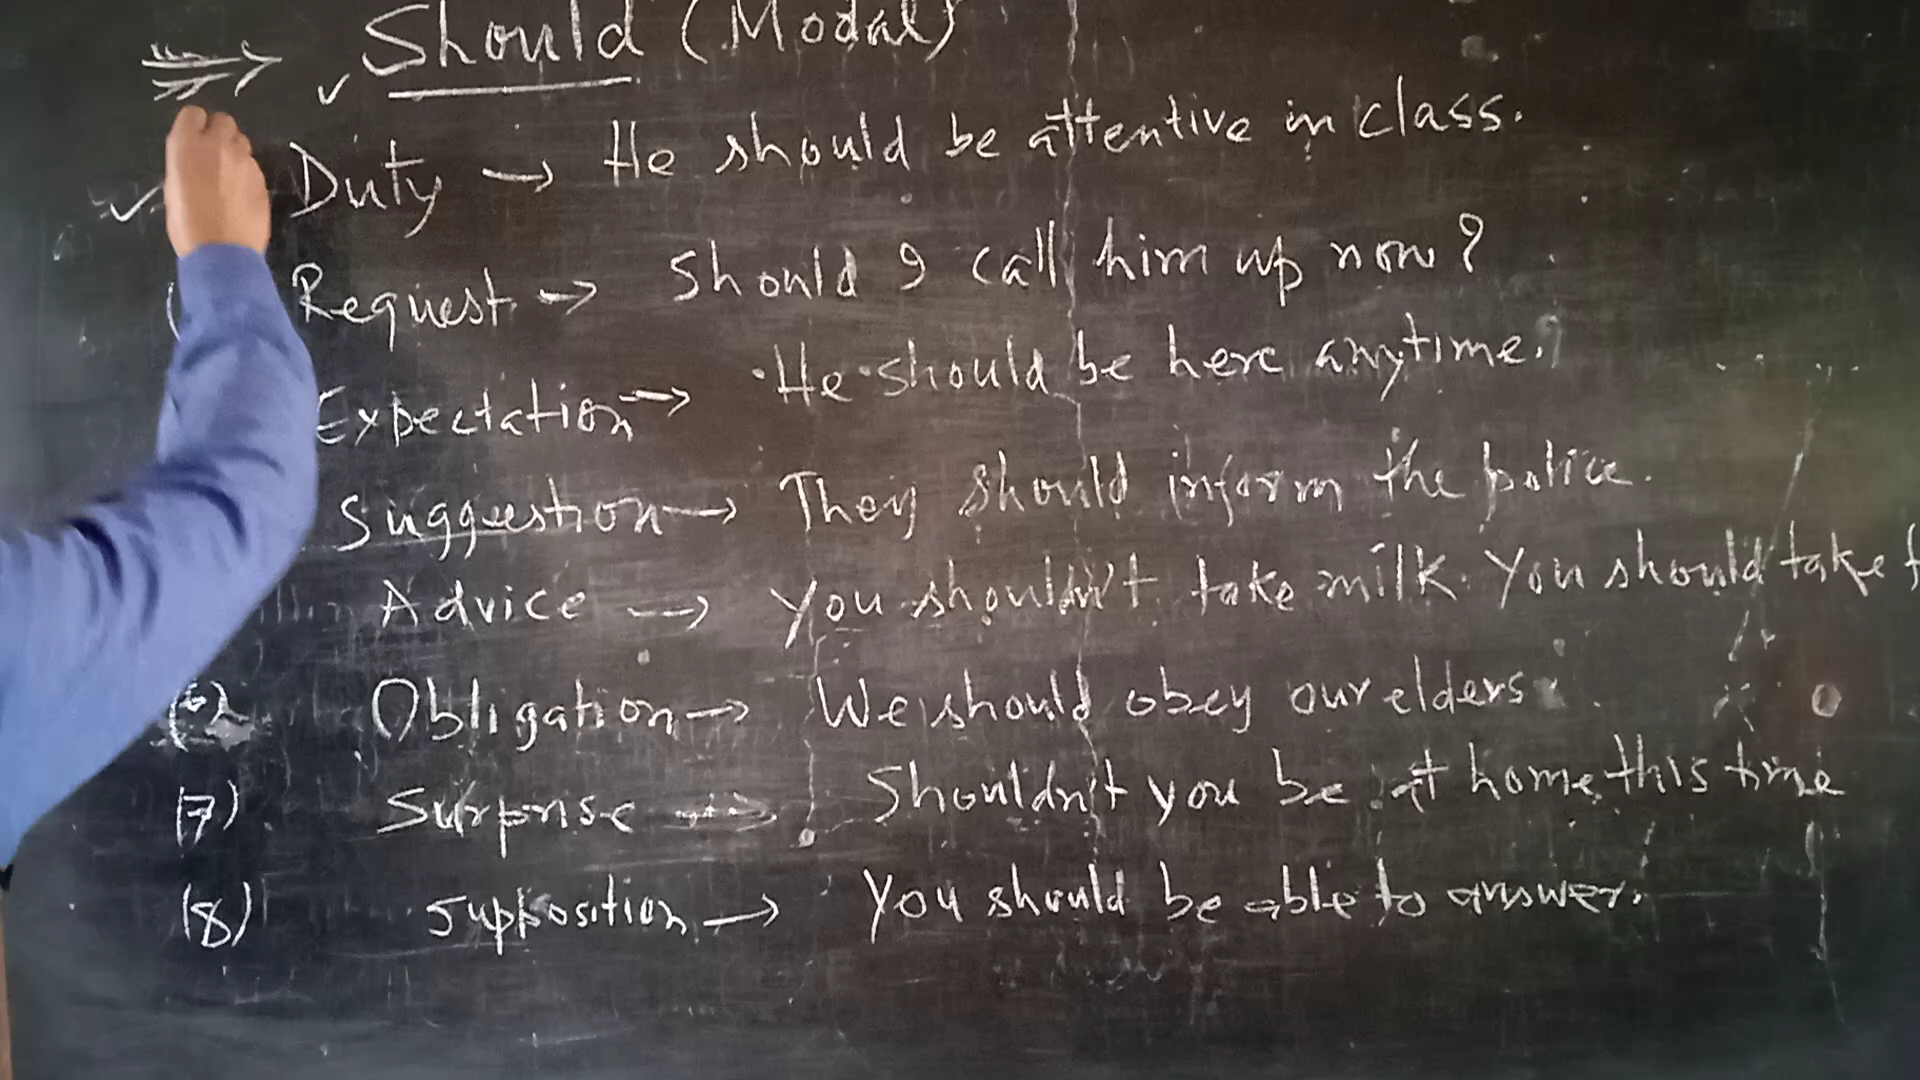 Should (Modal)
Duty → He should be attentive in class.
Request → Should I call him up now?
Expectation → He should be here anytime.
Suggquestion → They should inform the police.
Advice → You shouldn't take milk. You should take
(6) Obligation → We should obey our elders
(7) Surprise → Shouldn't you be at home this time
(8) Supposition → You should be able to answer.